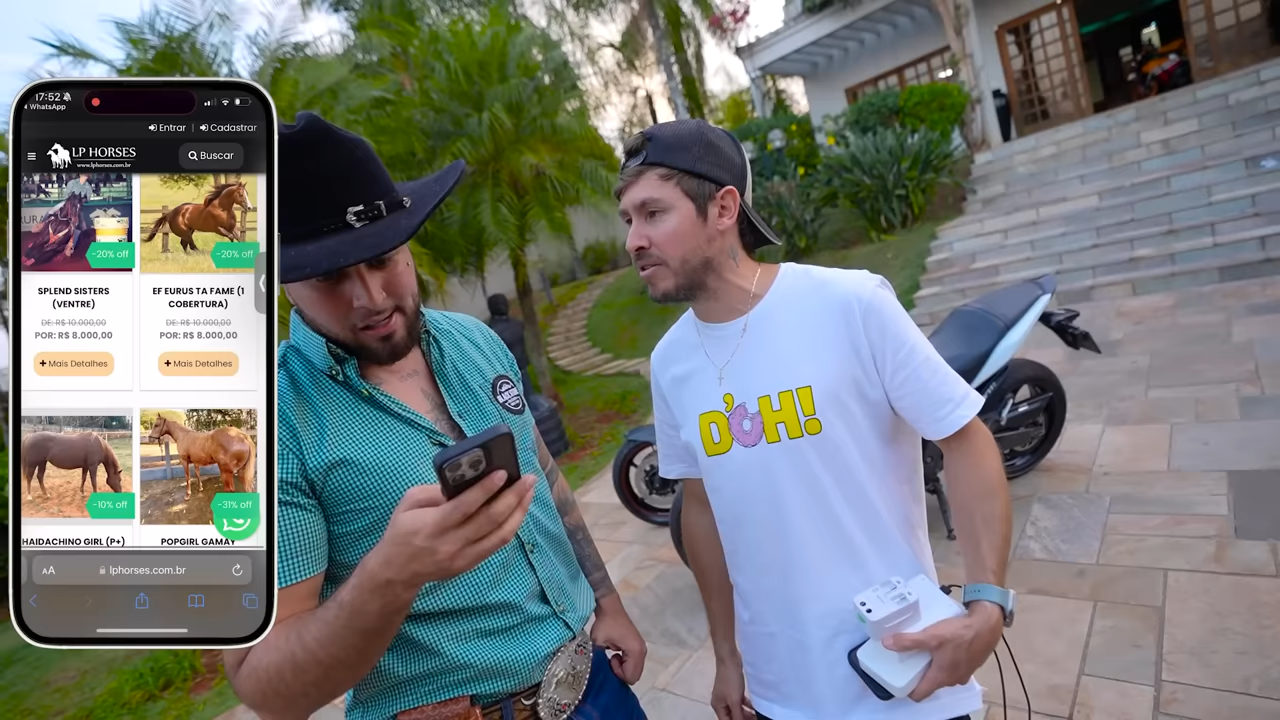 17:52
WhatsApp
Entrar | Cadastrar
LP HORSES
www.lphorses.com.br
Buscar
-20% off
-20% off
SPLEND SISTERS
(VENTRE)
DE: R$ 10.000,00
POR: R$ 8.000,00
+ Mais Detalhes
EF EURUS TA FAME (1
COBERTURA)
DE: R$ 10.000,00
POR: R$ 8.000,00
+ Mais Detalhes
-10% off
-31% off
HAIDACHINO GIRL (P+)
POPGIRL GAMAY
AA
lphorses.com.br
D'OH!